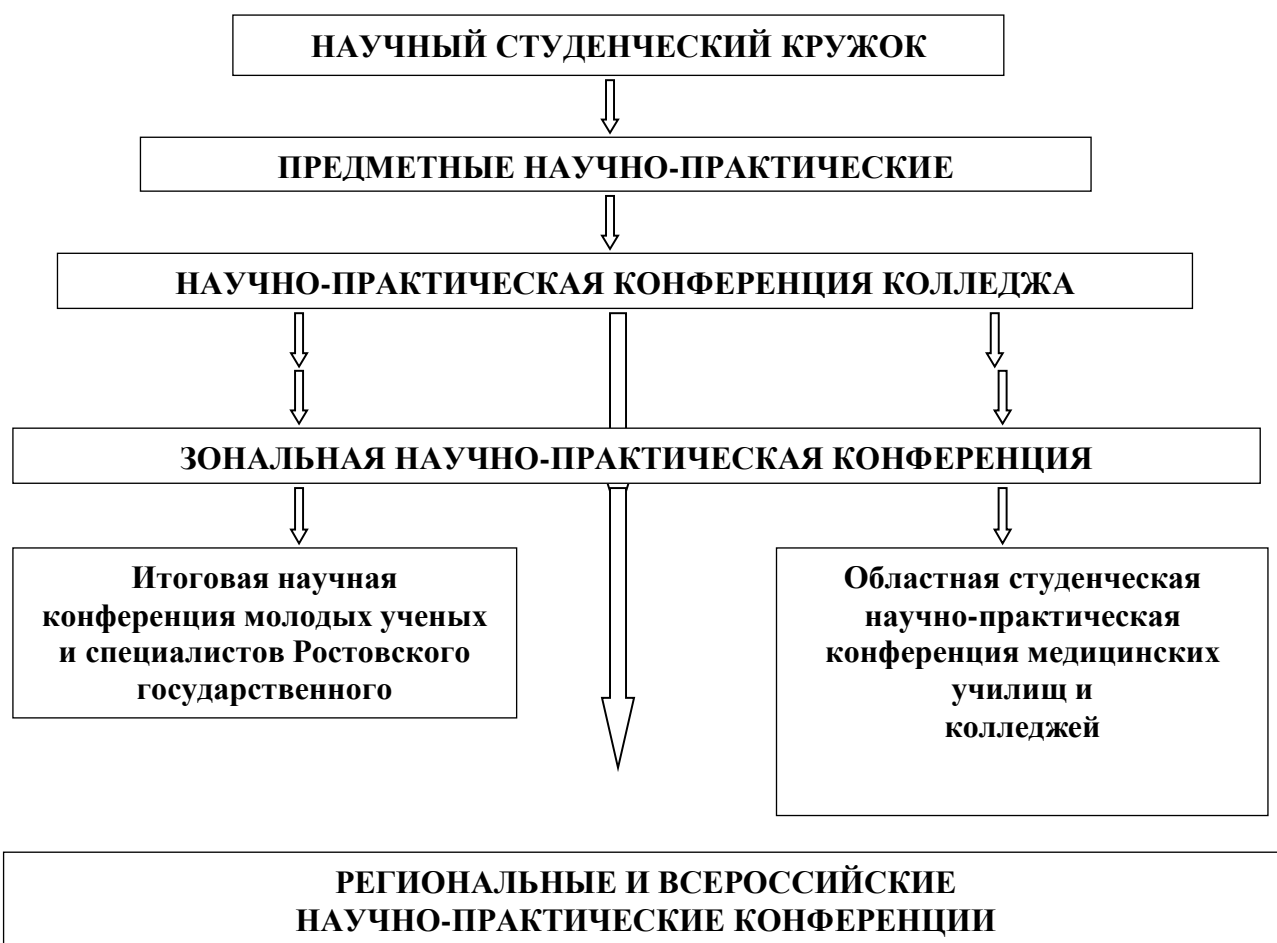 НАУЧНЫЙ СТУДЕНЧЕСКИЙ КРУЖОК
ПРЕДМЕТНЫЕ НАУЧНО-ПРАКТИЧЕСКИЕ
НАУЧНО-ПРАКТИЧЕСКАЯ КОНФЕРЕНЦИЯ КОЛЛЕДЖА
ЗОНАЛЬНАЯ НАУЧНО-ПРАКТИЧЕСКАЯ КОНФЕРЕНЦИЯ
Итоговая научная
конференция молодых ученых
и специалистов Ростовского
государственного
Областная студенческая
научно-практическая
конференция медицинских
училищ и
колледжей
РЕГИОНАЛЬНЫЕ И ВСЕРОССИЙСКИЕ
НАУЧНО-ПРАКТИЧЕСКИЕ КОНФЕРЕНЦИИ